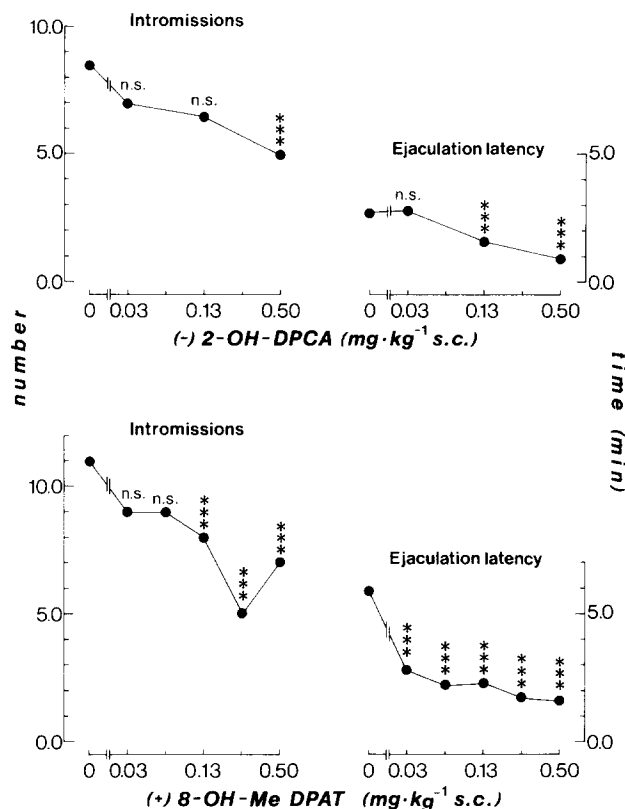 Intromissions
10.0
5.0
0.0
n.s.
n.s.
***
0 0.03 0.13 0.50
Ejaculation latency
5.0
0.0
n.s.
***
***
0 0.03 0.13 0.50
(-) 2-OH-DPCA (mg·kg⁻¹ s.c.)
number
time (min)
Intromissions
10.0
5.0
0.0
n.s. n.s.
***
***
***
0 0.03 0.13 0.50
Ejaculation latency
5.0
0.0
***
***
***
***
***
0 0.03 0.13 0.50
(+) 8-OH-Me DPAT (mg·kg⁻¹ s.c.)